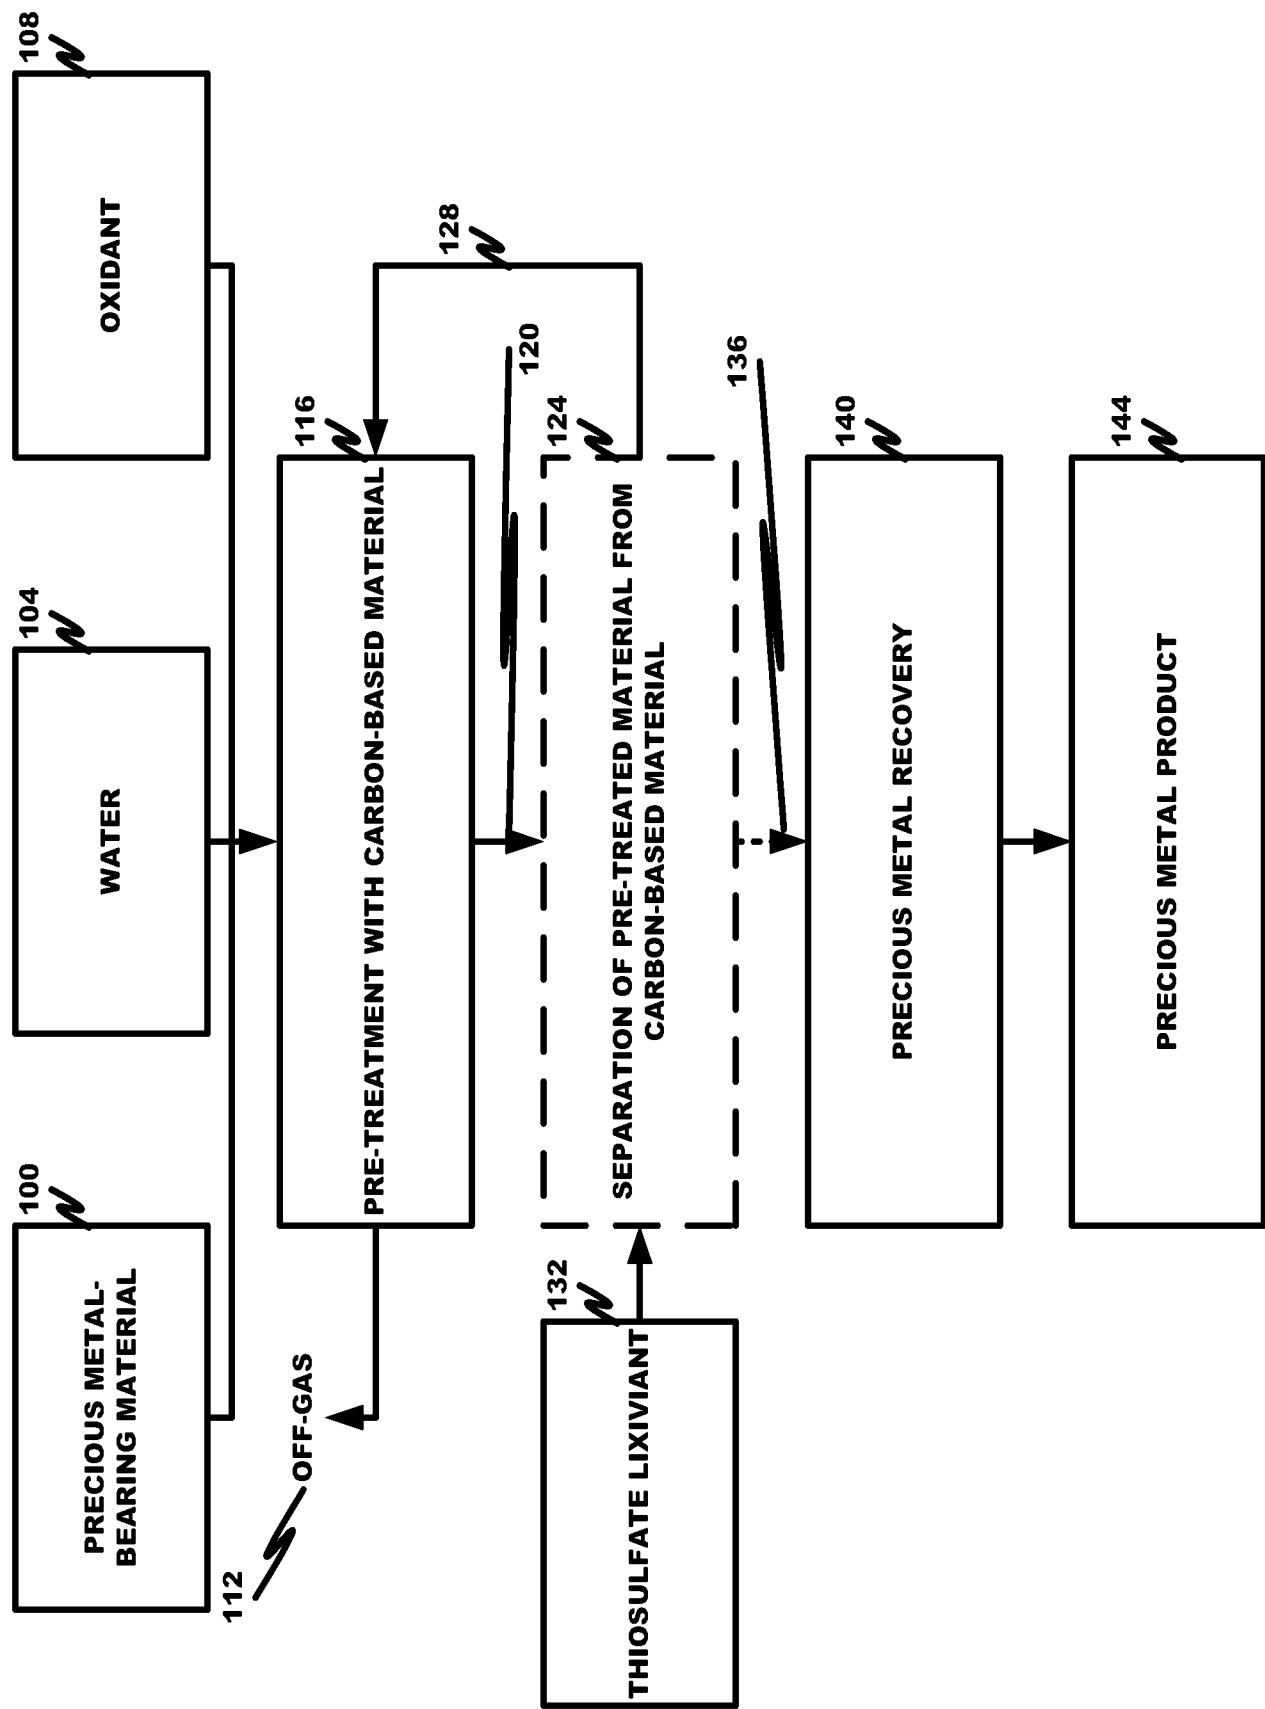 100
PRECIOUS METAL-
BEARING MATERIAL
104
WATER
108
OXIDANT
112
OFF-GAS
116
PRE-TREATMENT WITH CARBON-BASED MATERIAL
128
120
132
THIOSULFATE LIXIVIANT
124
SEPARATION OF PRE-TREATED MATERIAL FROM
CARBON-BASED MATERIAL
136
140
PRECIOUS METAL RECOVERY
144
PRECIOUS METAL PRODUCT